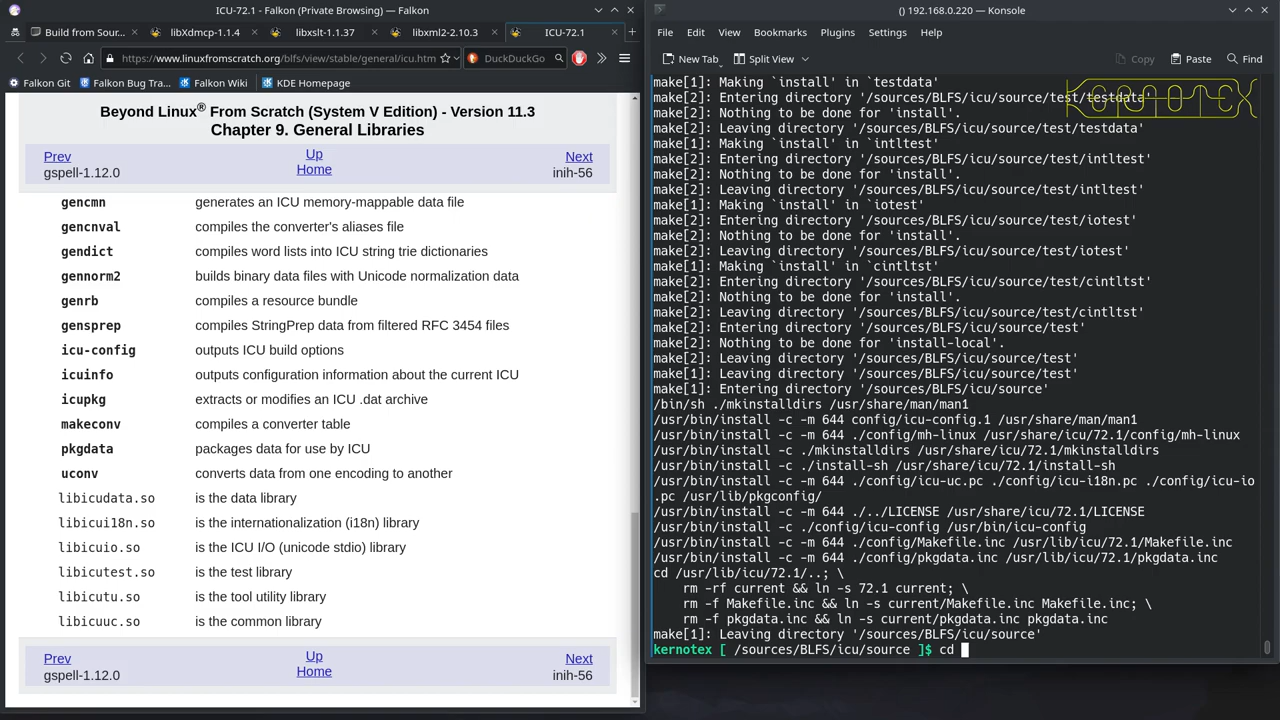 ICU-72.1 - Falkon (Private Browsing) — Falkon
Build from Sour...
libXdmcp-1.1.4
libxslt-1.1.37
libxml2-2.10.3
ICU-72.1
https://www.linuxfromscratch.org/blfs/view/stable/general/icu.htm
DuckDuckGo
Falkon Git
Falkon Bug Tra...
Falkon Wiki
KDE Homepage
Beyond Linux® From Scratch (System V Edition) - Version 11.3
Chapter 9. General Libraries
Prev Up Next
gspell-1.12.0 Home inih-56
gencmn generates an ICU memory-mappable data file
gencnval compiles the converter's aliases file
gendict compiles word lists into ICU string trie dictionaries
gennorm2 builds binary data files with Unicode normalization data
genrb compiles a resource bundle
gensprep compiles StringPrep data from filtered RFC 3454 files
icu-config outputs ICU build options
icuinfo outputs configuration information about the current ICU
icupkg extracts or modifies an ICU .dat archive
makeconv compiles a converter table
pkgdata packages data for use by ICU
uconv converts data from one encoding to another
libicudata.so is the data library
libicui18n.so is the internationalization (i18n) library
libicuio.so is the ICU I/O (unicode stdio) library
libicutest.so is the test library
libicutu.so is the tool utility library
libicuuc.so is the common library
Prev Up Next
gspell-1.12.0 Home inih-56
() 192.168.0.220 — Konsole
File Edit View Bookmarks Plugins Settings Help
New Tab Split View Copy Paste Find
KERNOTEX
make[1]: Making `install' in `testdata'
make[2]: Entering directory '/sources/BLFS/icu/source/test/testdata'
make[2]: Nothing to be done for 'install'.
make[2]: Leaving directory '/sources/BLFS/icu/source/test/testdata'
make[1]: Making `install' in `intltest'
make[2]: Entering directory '/sources/BLFS/icu/source/test/intltest'
make[2]: Nothing to be done for 'install'.
make[2]: Leaving directory '/sources/BLFS/icu/source/test/intltest'
make[1]: Making `install' in `iotest'
make[2]: Entering directory '/sources/BLFS/icu/source/test/iotest'
make[2]: Nothing to be done for 'install'.
make[2]: Leaving directory '/sources/BLFS/icu/source/test/iotest'
make[1]: Making `install' in `cintltst'
make[2]: Entering directory '/sources/BLFS/icu/source/test/cintltst'
make[2]: Nothing to be done for 'install'.
make[2]: Leaving directory '/sources/BLFS/icu/source/test/cintltst'
make[2]: Entering directory '/sources/BLFS/icu/source/test'
make[2]: Nothing to be done for 'install-local'.
make[2]: Leaving directory '/sources/BLFS/icu/source/test'
make[1]: Leaving directory '/sources/BLFS/icu/source/test'
make[1]: Entering directory '/sources/BLFS/icu/source'
/bin/sh ./mkinstalldirs /usr/share/man/man1
/usr/bin/install -c -m 644 config/icu-config.1 /usr/share/man/man1
/usr/bin/install -c -m 644 ./config/mh-linux /usr/share/icu/72.1/config/mh-linux
/usr/bin/install -c ./mkinstalldirs /usr/share/icu/72.1/mkinstalldirs
/usr/bin/install -c ./install-sh /usr/share/icu/72.1/install-sh
/usr/bin/install -c -m 644 ./config/icu-uc.pc ./config/icu-i18n.pc ./config/icu-io
.pc /usr/lib/pkgconfig/
/usr/bin/install -c -m 644 ./../LICENSE /usr/share/icu/72.1/LICENSE
/usr/bin/install -c ./config/icu-config /usr/bin/icu-config
/usr/bin/install -c -m 644 ./config/Makefile.inc /usr/lib/icu/72.1/Makefile.inc
/usr/bin/install -c -m 644 ./config/pkgdata.inc /usr/lib/icu/72.1/pkgdata.inc
cd /usr/lib/icu/72.1/..; \
rm -rf current && ln -s 72.1 current; \
rm -f Makefile.inc && ln -s current/Makefile.inc Makefile.inc; \
rm -f pkgdata.inc && ln -s current/pkgdata.inc pkgdata.inc
make[1]: Leaving directory '/sources/BLFS/icu/source'
kernotex [ /sources/BLFS/icu/source ]$ cd